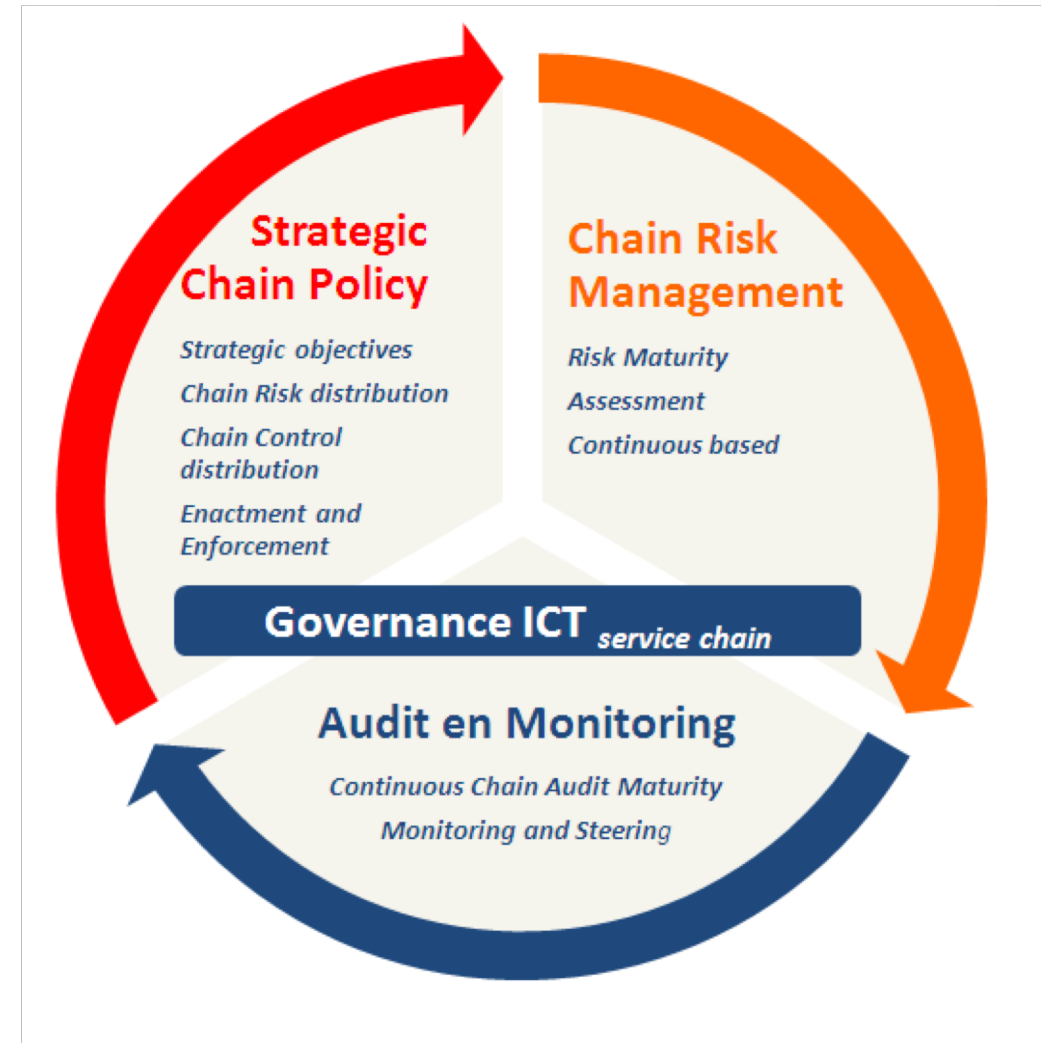 Strategic
Chain Policy
Strategic objectives
Chain Risk distribution
Chain Control
distribution
Enactment and
Enforcement
Chain Risk
Management
Risk Maturity
Assessment
Continuous based
Governance ICT service chain
Audit en Monitoring
Continuous Chain Audit Maturity
Monitoring and Steering